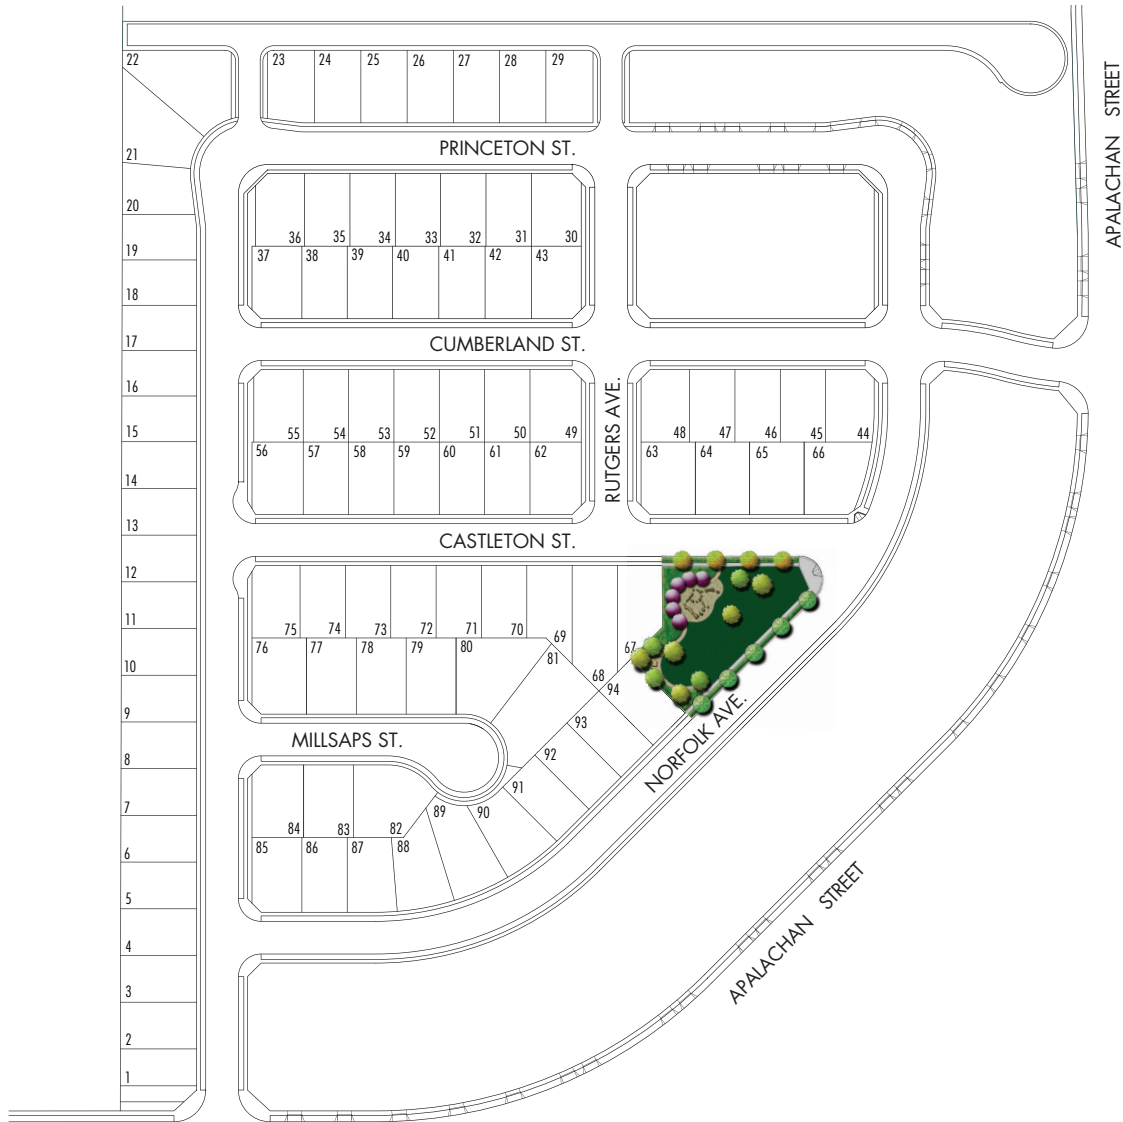 22
23 24 25 26 27 28 29
APALACHAN STREET
PRINCETON ST.
21
20
36 35 34 33 32 31 30
37 38 39 40 41 42 43
19
18
17
CUMBERLAND ST.
16
RUTGERS AVE.
15
55 54 53 52 51 50 49
48 47 46 45 44
56 57 58 59 60 61 62
63 64 65 66
14
13
CASTLETON ST.
12
11
75 74 73 72 71 70 69 68 67
76 77 78 79 80 81
10
94
9
93
MILLSAPS ST.
NORFOLK AVE.
8
92
91
7
89 90
84 83 82
85 86 87 88
6
5
APALACHAN STREET
4
3
2
1